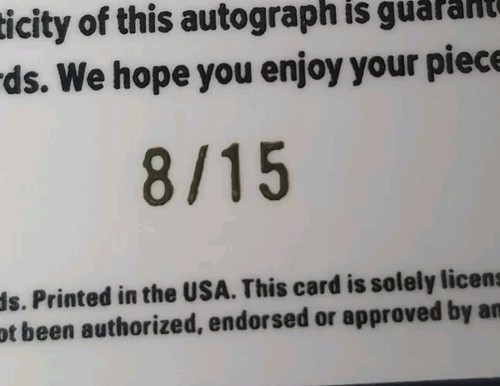 ticity of this autograph is guarant
rds. We hope you enjoy your piece
8/15
ds. Printed in the USA. This card is solely licens
ot been authorized, endorsed or approved by an